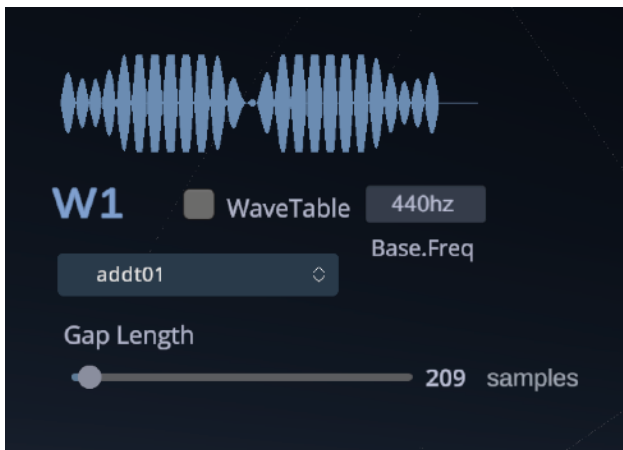 W1 WaveTable 440hz
Base.Freq
addt01
Gap Length
209 samples